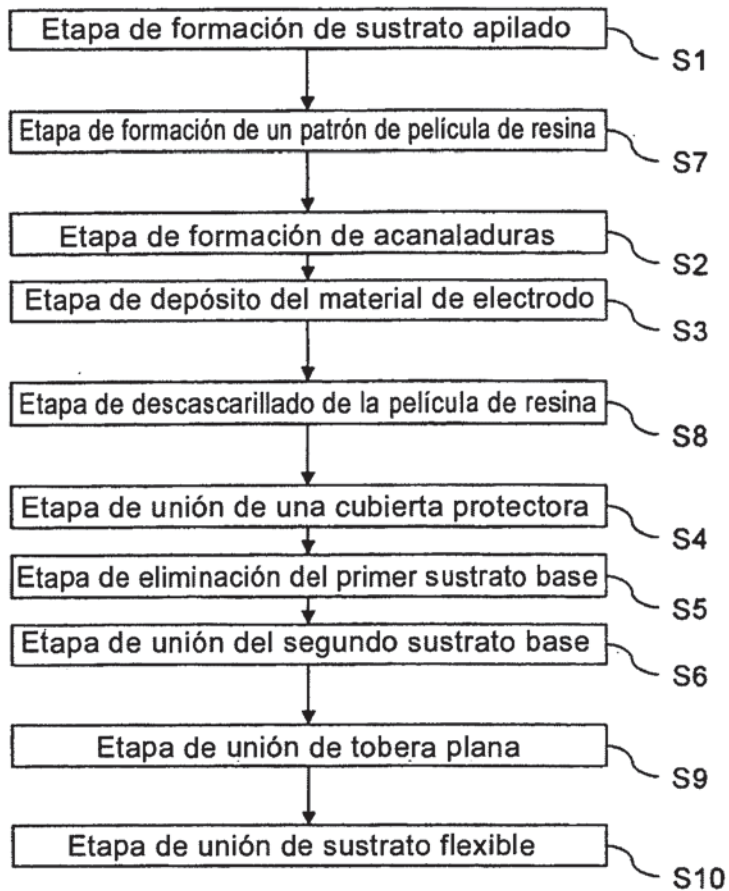 Etapa de formación de sustrato apilado
S1
Etapa de formación de un patrón de película de resina
S7
Etapa de formación de acanaladuras
S2
Etapa de depósito del material de electrodo
S3
Etapa de descascarillado de la película de resina
S8
Etapa de unión de una cubierta protectora
S4
Etapa de eliminación del primer sustrato base
S5
Etapa de unión del segundo sustrato base
S6
Etapa de unión de tobera plana
S9
Etapa de unión de sustrato flexible
S10